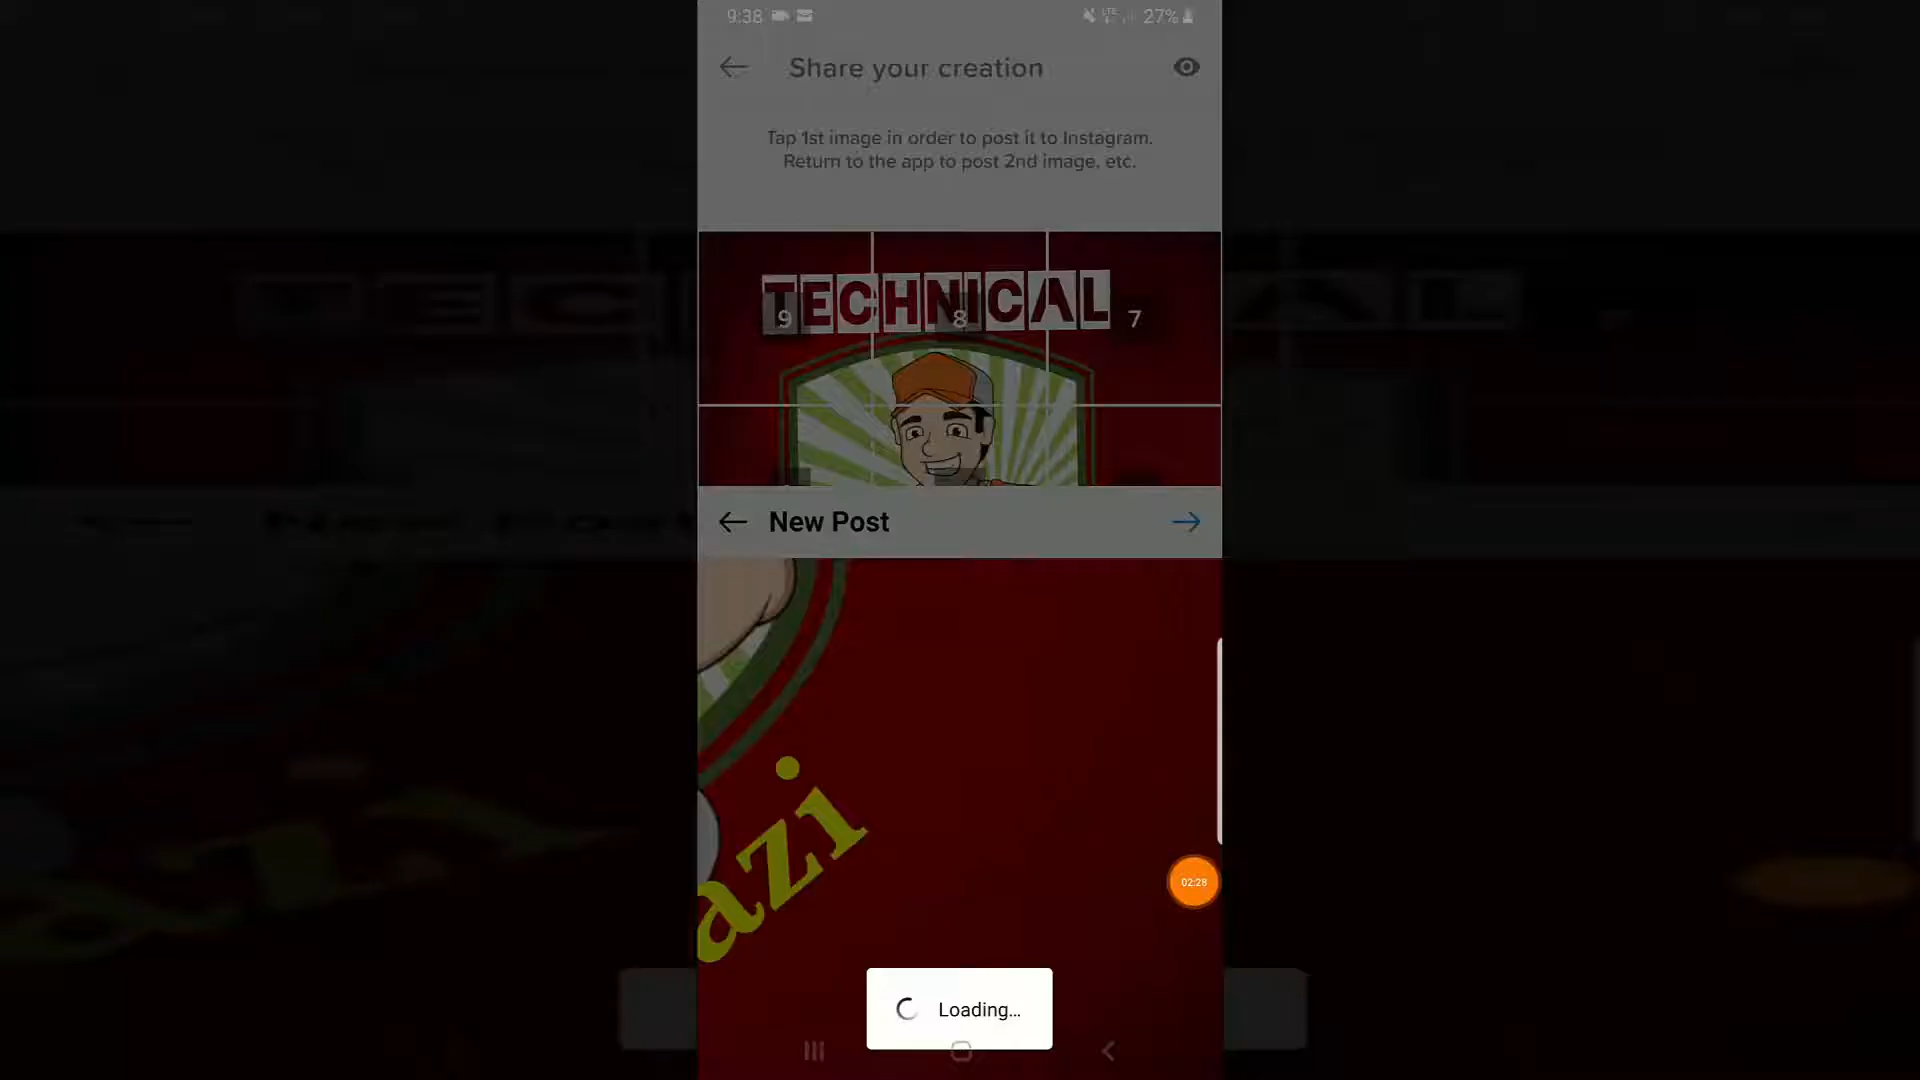 9:38
LTE
27%
Share your creation
Tap 1st image in order to post it to Instagram.
Return to the app to post 2nd image, etc.
TECHNICAL
9
8
7
New Post
azi
02:28
Loading...